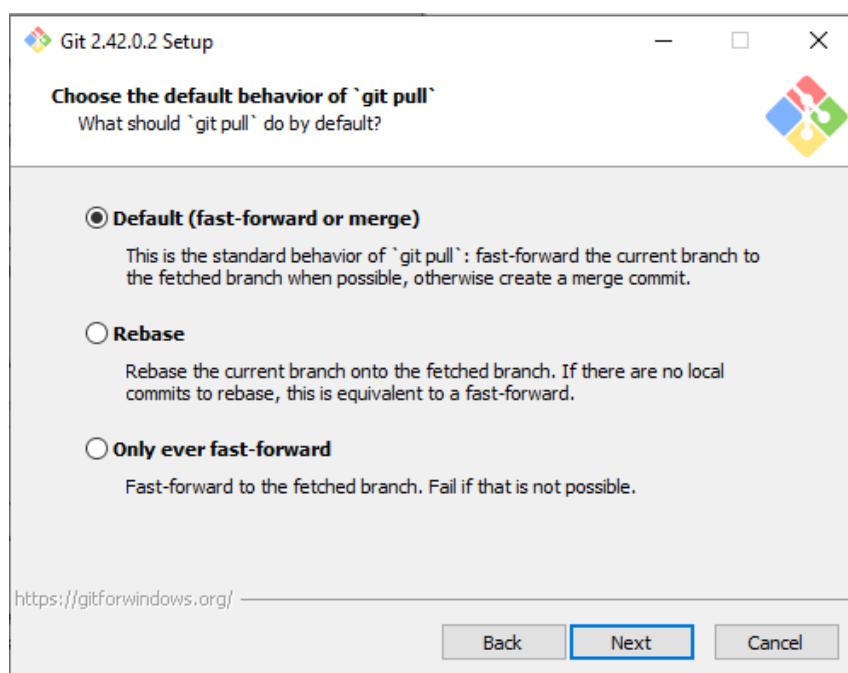 Git 2.42.0.2 Setup
Choose the default behavior of `git pull`
What should `git pull` do by default?
Default (fast-forward or merge)
This is the standard behavior of `git pull`: fast-forward the current branch to
the fetched branch when possible, otherwise create a merge commit.
Rebase
Rebase the current branch onto the fetched branch. If there are no local
commits to rebase, this is equivalent to a fast-forward.
Only ever fast-forward
Fast-forward to the fetched branch. Fail if that is not possible.
https://gitforwindows.org/
Back Next Cancel